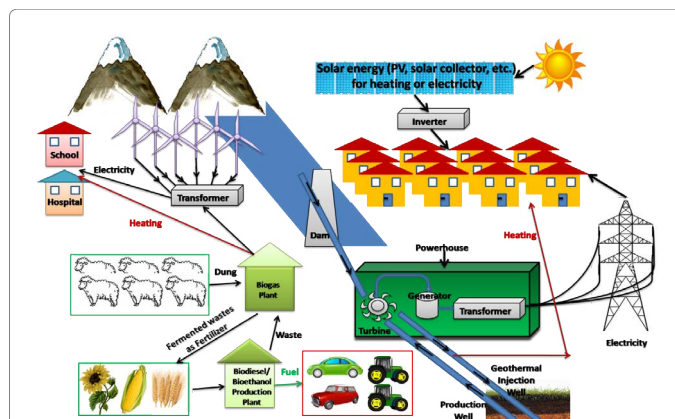 Solar energy (PV, solar collector, etc.)
for heating or electricity
Inverter
School
Electricity
Hospital
Transformer
Heating
Dam
Powerhouse
Heating
Dung
Biogas
Plant
Generator
Transformer
Turbine
Electricity
Fermented wastes
as Fertilizer
Waste
Biodiesel/
Bioethanol
Production
Plant
Fuel
Geothermal
Injection
Well
Production
Well